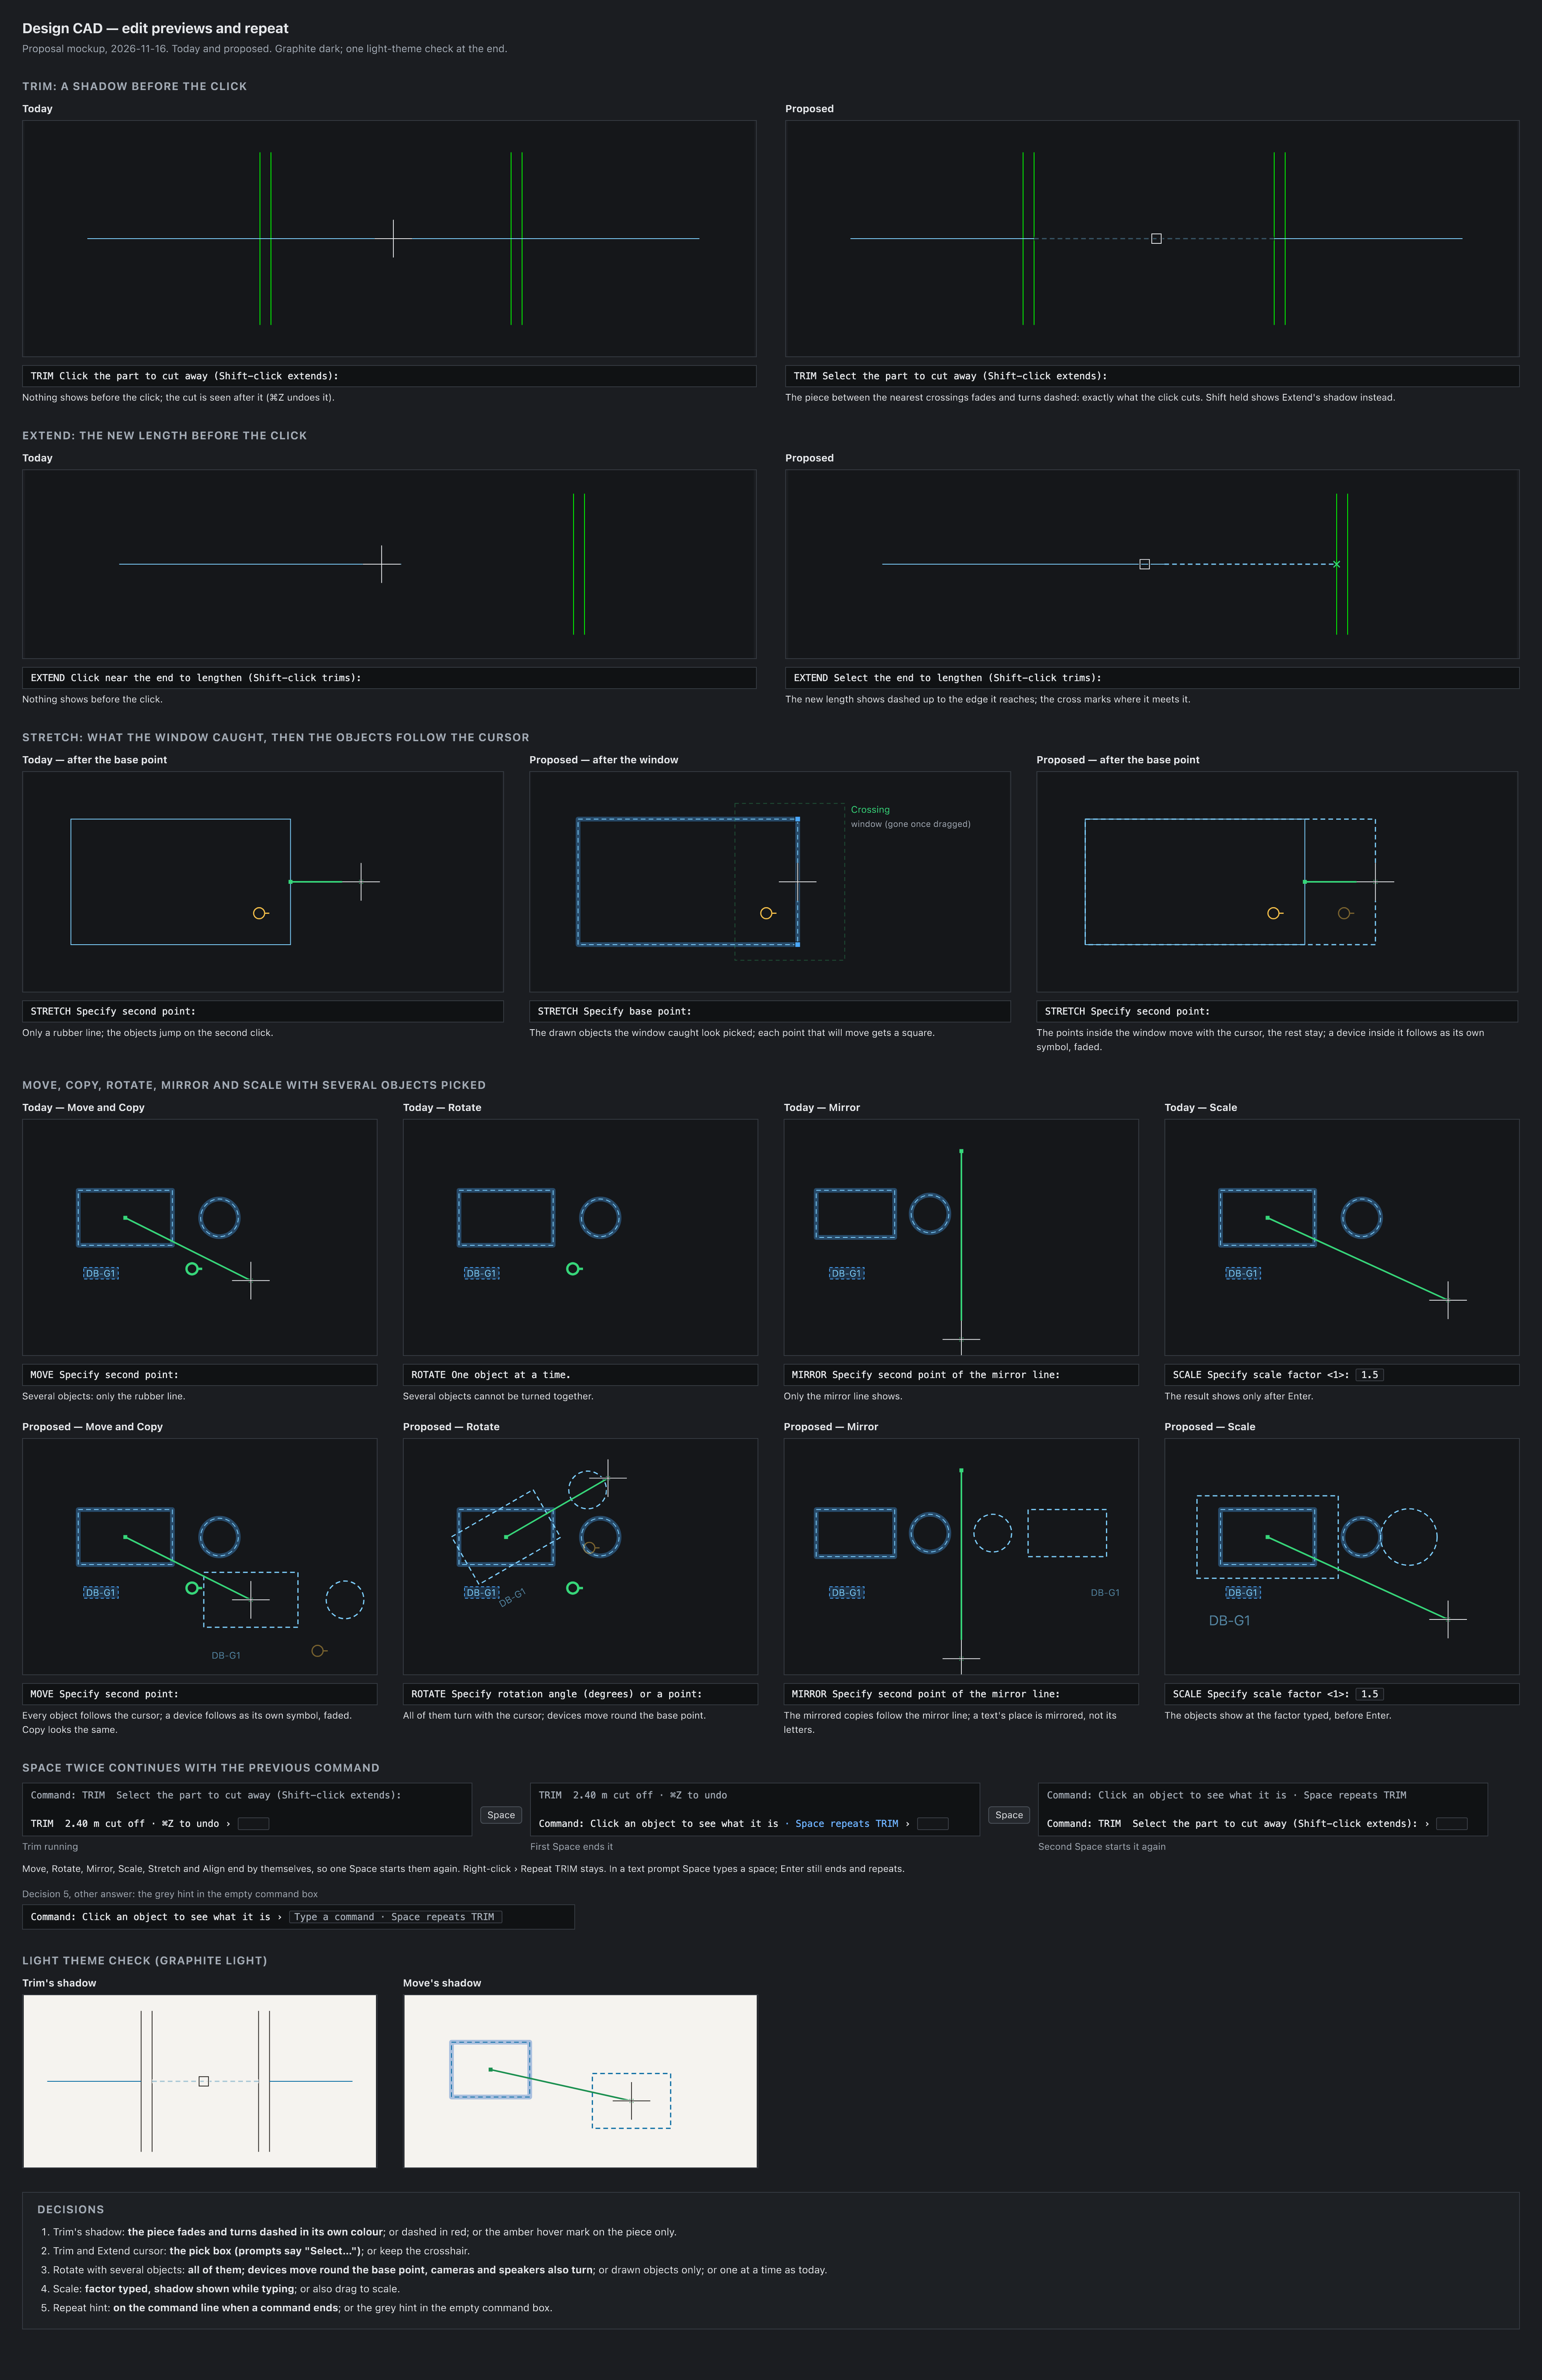 Design CAD — edit previews and repeat
Proposal mockup, 2026-11-16. Today and proposed. Graphite dark; one light-theme check at the end.
TRIM: A SHADOW BEFORE THE CLICK
Today
Proposed
TRIM Click the part to cut away (Shift-click extends):
TRIM Select the part to cut away (Shift-click extends):
Nothing shows before the click; the cut is seen after it (⌘Z undoes it).
The piece between the nearest crossings fades and turns dashed: exactly what the click cuts. Shift held shows Extend's shadow instead.
EXTEND: THE NEW LENGTH BEFORE THE CLICK
Today
Proposed
EXTEND Click near the end to lengthen (Shift-click trims):
EXTEND Select the end to lengthen (Shift-click trims):
Nothing shows before the click.
The new length shows dashed up to the edge it reaches; the cross marks where it meets it.
STRETCH: WHAT THE WINDOW CAUGHT, THEN THE OBJECTS FOLLOW THE CURSOR
Today — after the base point
Proposed — after the window
Proposed — after the base point
Crossing
window (gone once dragged)
STRETCH Specify second point:
STRETCH Specify base point:
STRETCH Specify second point:
Only a rubber line; the objects jump on the second click.
The drawn objects the window caught look picked; each point that will move gets a square.
The points inside the window move with the cursor, the rest stay; a device inside it follows as its own
symbol, faded.
MOVE, COPY, ROTATE, MIRROR AND SCALE WITH SEVERAL OBJECTS PICKED
Today — Move and Copy
Today — Rotate
Today — Mirror
Today — Scale
DB-G1
DB-G1
DB-G1
DB-G1
MOVE Specify second point:
ROTATE One object at a time.
MIRROR Specify second point of the mirror line:
SCALE Specify scale factor <1>: 1.5
Several objects: only the rubber line.
Several objects cannot be turned together.
Only the mirror line shows.
The result shows only after Enter.
Proposed — Move and Copy
Proposed — Rotate
Proposed — Mirror
Proposed — Scale
DB-G1
DB-G1
DB-G1
DB-G1
DB-G1
DB-G1
DB-G1
DB-G1
MOVE Specify second point:
ROTATE Specify rotation angle (degrees) or a point:
MIRROR Specify second point of the mirror line:
SCALE Specify scale factor <1>: 1.5
Every object follows the cursor; a device follows as its own symbol, faded.
Copy looks the same.
All of them turn with the cursor; devices move round the base point.
The mirrored copies follow the mirror line; a text's place is mirrored, not its
letters.
The objects show at the factor typed, before Enter.
SPACE TWICE CONTINUES WITH THE PREVIOUS COMMAND
Command: TRIM  Select the part to cut away (Shift-click extends):
TRIM  2.40 m cut off · ⌘Z to undo ›
Space
TRIM  2.40 m cut off · ⌘Z to undo
Command: Click an object to see what it is · Space repeats TRIM ›
Space
Command: Click an object to see what it is · Space repeats TRIM
Command: TRIM  Select the part to cut away (Shift-click extends): ›
Trim running
First Space ends it
Second Space starts it again
Move, Rotate, Mirror, Scale, Stretch and Align end by themselves, so one Space starts them again. Right-click › Repeat TRIM stays. In a text prompt Space types a space; Enter still ends and repeats.
Decision 5, other answer: the grey hint in the empty command box
Command: Click an object to see what it is › Type a command · Space repeats TRIM
LIGHT THEME CHECK (GRAPHITE LIGHT)
Trim's shadow
Move's shadow
DECISIONS
1. Trim's shadow: the piece fades and turns dashed in its own colour; or dashed in red; or the amber hover mark on the piece only.
2. Trim and Extend cursor: the pick box (prompts say "Select..."); or keep the crosshair.
3. Rotate with several objects: all of them; devices move round the base point, cameras and speakers also turn; or drawn objects only; or one at a time as today.
4. Scale: factor typed, shadow shown while typing; or also drag to scale.
5. Repeat hint: on the command line when a command ends; or the grey hint in the empty command box.